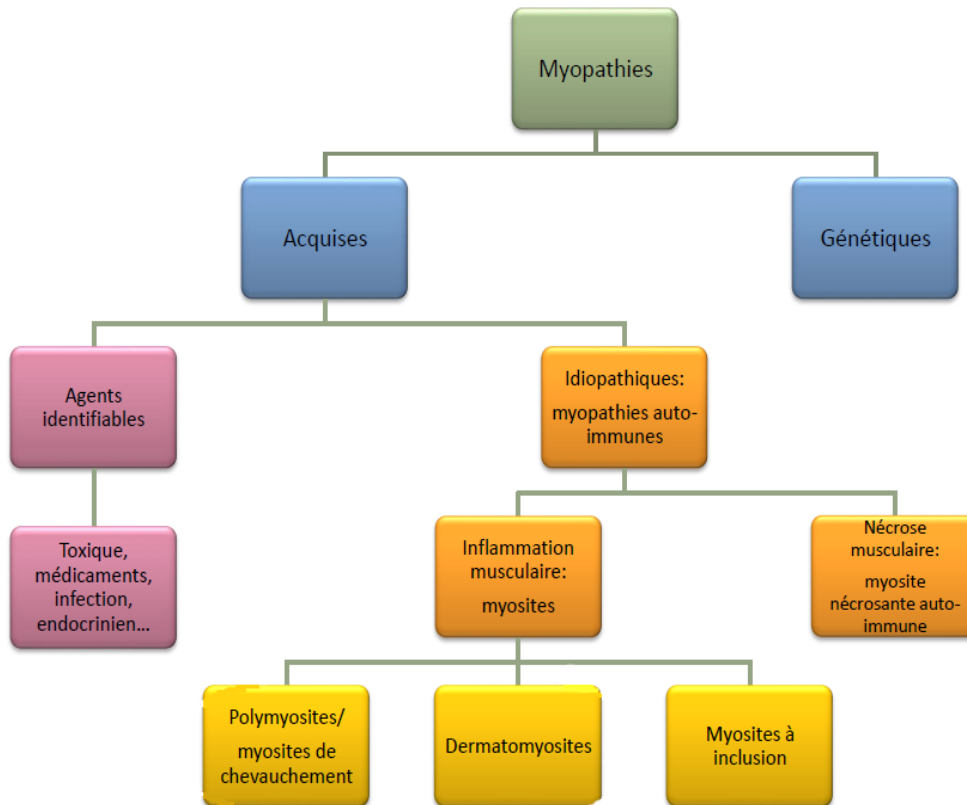 Myopathies
Acquises
Génétiques
Agents
identifiables
Idiopathiques:
myopathies auto-
immunes
Toxique,
médicaments,
infection,
endocrinien...
Inflammation
musculaire:
myosites
Nécrose
musculaire:
myosite
nécrosante auto-
immune
Polymyosites/
myosites de
chevauchement
Dermatomyosites
Myosites à
inclusion